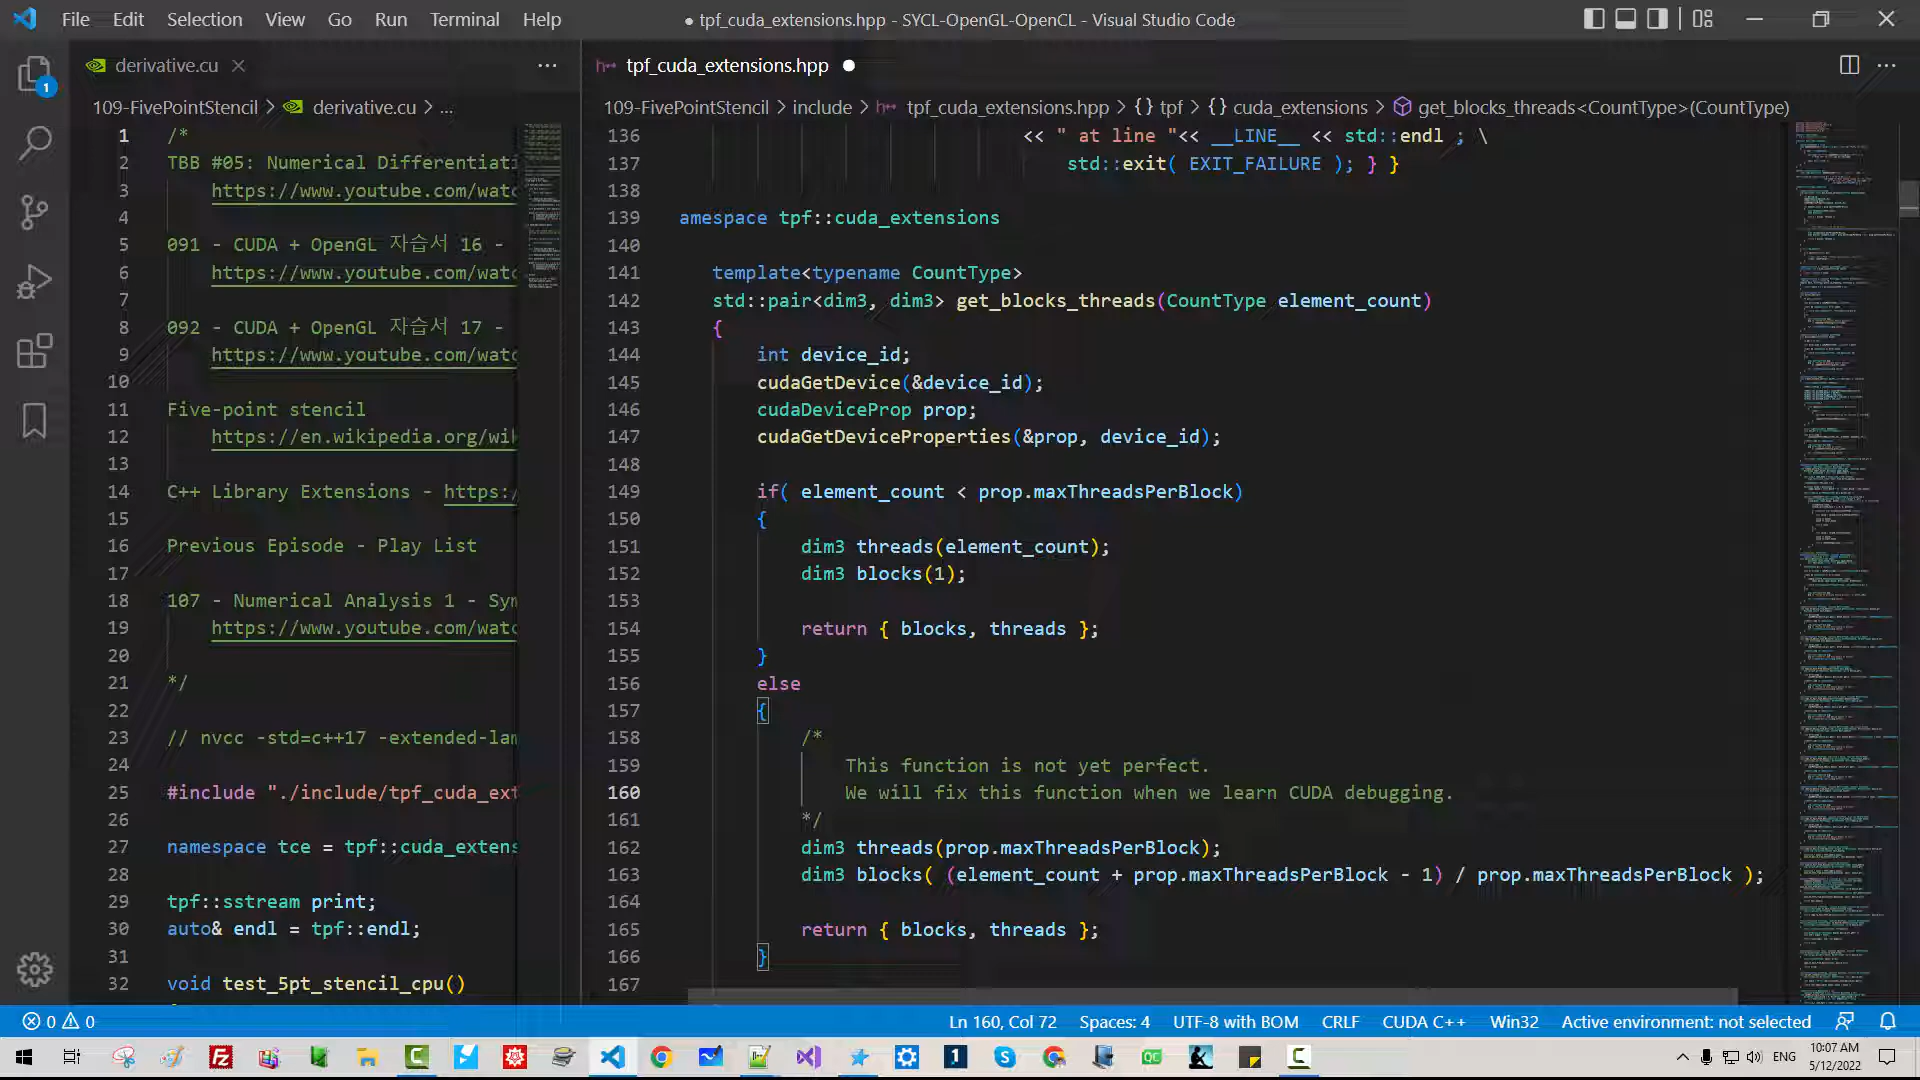 File Edit Selection View Go Run Terminal Help
● tpf_cuda_extensions.hpp - SYCL-OpenGL-OpenCL - Visual Studio Code
derivative.cu
109-FivePointStencil > derivative.cu > ...
1 /*
2 TBB #05: Numerical Differentiati
3 https://www.youtube.com/watc
4
5 091 - CUDA + OpenGL 자습서 16 -
6 https://www.youtube.com/watc
7
8 092 - CUDA + OpenGL 자습서 17 -
9 https://www.youtube.com/watc
10
11 Five-point stencil
12 https://en.wikipedia.org/wik
13
14 C++ Library Extensions - https:/
15
16 Previous Episode - Play List
17
18 107 - Numerical Analysis 1 - Sym
19 https://www.youtube.com/watc
20
21 */
22
23 // nvcc -std=c++17 -extended-lam
24
25 #include "./include/tpf_cuda_ext
26
27 namespace tce = tpf::cuda_extens
28
29 tpf::sstream print;
30 auto& endl = tpf::endl;
31
32 void test_5pt_stencil_cpu()
tpf_cuda_extensions.hpp ●
109-FivePointStencil > include > tpf_cuda_extensions.hpp > {} tpf > {} cuda_extensions > get_blocks_threads<CountType>(CountType)
136 << " at line "<< __LINE__ << std::endl ; \
137 std::exit( EXIT_FAILURE ); } }
138
139 amespace tpf::cuda_extensions
140
141 template<typename CountType>
142 std::pair<dim3, dim3> get_blocks_threads(CountType element_count)
143 {
144 int device_id;
145 cudaGetDevice(&device_id);
146 cudaDeviceProp prop;
147 cudaGetDeviceProperties(&prop, device_id);
148
149 if( element_count < prop.maxThreadsPerBlock)
150 {
151 dim3 threads(element_count);
152 dim3 blocks(1);
153
154 return { blocks, threads };
155 }
156 else
157 {
158 /*
159 This function is not yet perfect.
160 We will fix this function when we learn CUDA debugging.
161 */
162 dim3 threads(prop.maxThreadsPerBlock);
163 dim3 blocks( (element_count + prop.maxThreadsPerBlock - 1) / prop.maxThreadsPerBlock );
164
165 return { blocks, threads };
166 }
167
0 0 Ln 160, Col 72 Spaces: 4 UTF-8 with BOM CRLF CUDA C++ Win32 Active environment: not selected
ENG 10:07 AM
5/12/2022